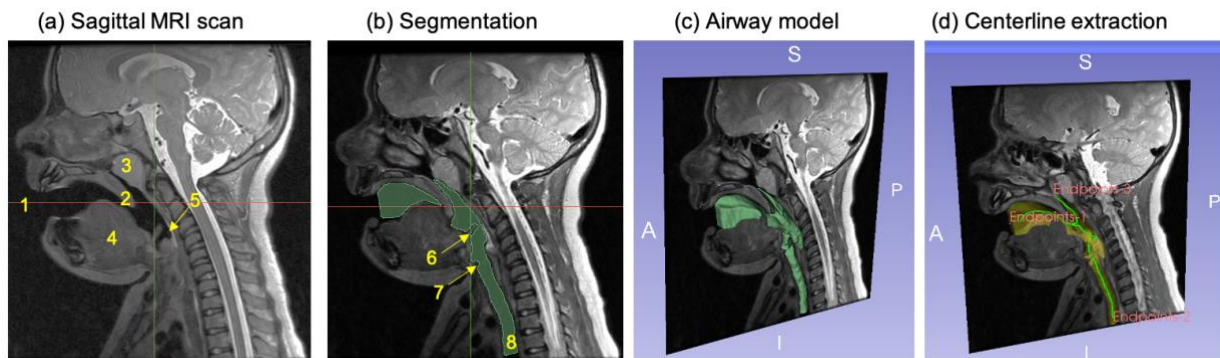 (a) Sagittal MRI scan
(b) Segmentation
(c) Airway model
(d) Centerline extraction
1
2
3
4
5
6
7
8
S
A
P
I
S
A
P
I
Endpoints-3
Endpoints-1
Endpoints-2